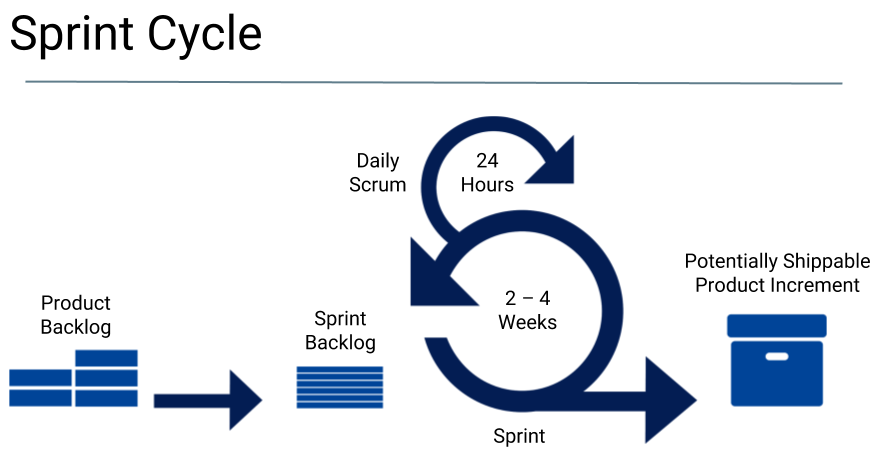 Sprint Cycle
Daily
Scrum
24
Hours
2 – 4
Weeks
Product
Backlog
Sprint
Backlog
Sprint
Potentially Shippable
Product Increment